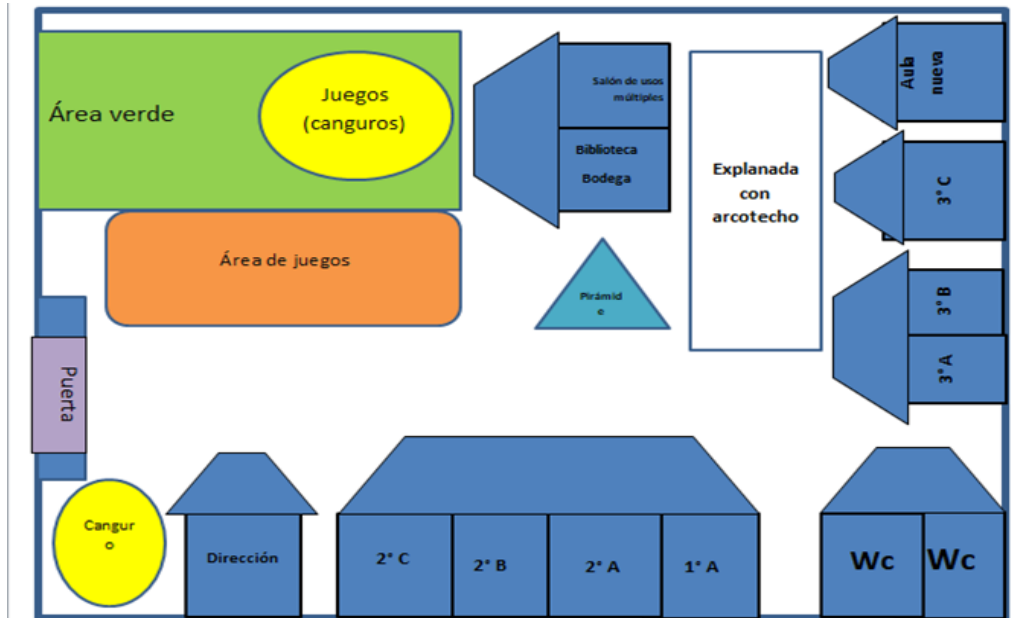 Área verde
Juegos
(canguros)
Salón de usos
múltiples
Biblioteca
Bodega
Explanada
con
arcotecho
Aula
nueva
3° C
3° B
3° A
Área de juegos
Pirámid
e
Puerta
Cangur
o
Dirección
2° C
2° B
2° A
1° A
Wc
Wc